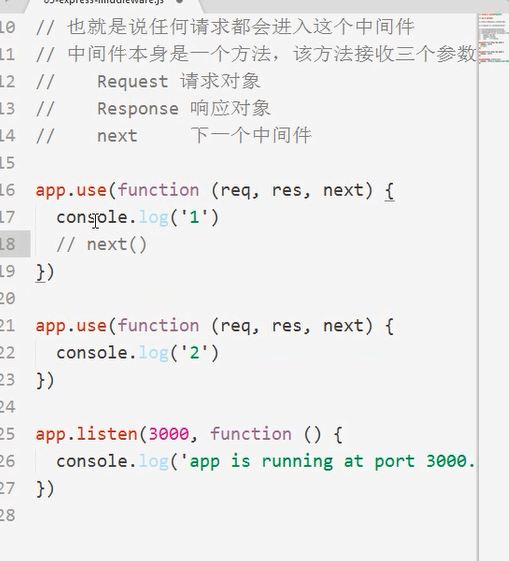 05-express-middleware.js
10 // 也就是说任何请求都会进入这个中间件
11 // 中间件本身是一个方法，该方法接收三个参数
12 //    Request 请求对象
13 //    Response 响应对象
14 //    next     下一个中间件
15
16 app.use(function (req, res, next) {
17   console.log('1')
18   // next()
19 })
20
21 app.use(function (req, res, next) {
22   console.log('2')
23 })
24
25 app.listen(3000, function () {
26   console.log('app is running at port 3000.
27 })
28